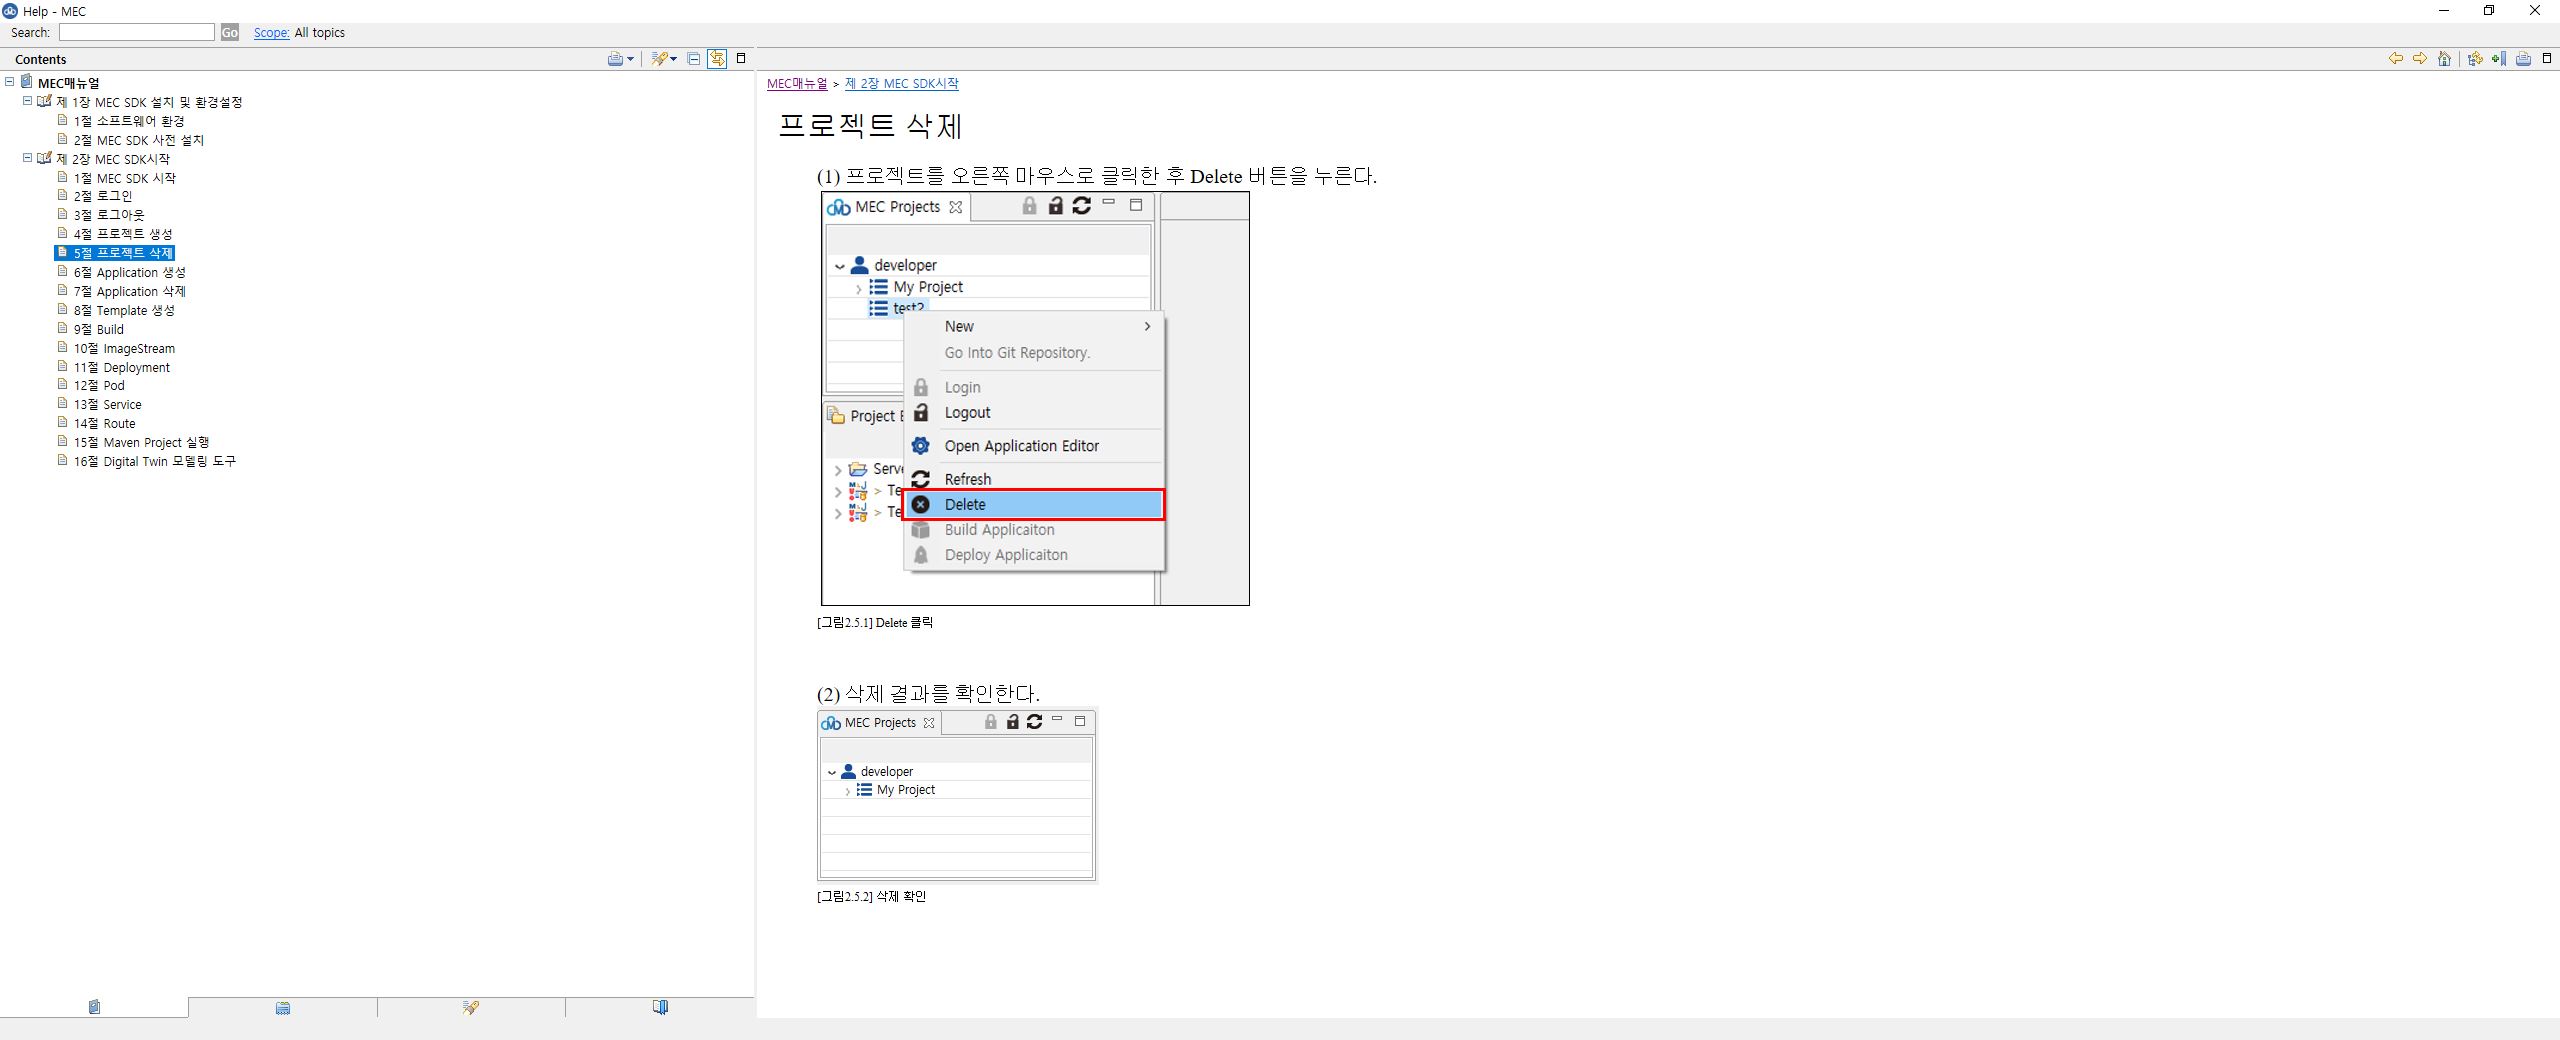 Help - MEC
Search:
Go
Scope: All topics
Contents
MEC매뉴얼
제 1장 MEC SDK 설치 및 환경설정
1절 소프트웨어 환경
2절 MEC SDK 사전 설치
제 2장 MEC SDK시작
1절 MEC SDK 시작
2절 로그인
3절 로그아웃
4절 프로젝트 생성
5절 프로젝트 삭제
6절 Application 생성
7절 Application 삭제
8절 Template 생성
9절 Build
10절 ImageStream
11절 Deployment
12절 Pod
13절 Service
14절 Route
15절 Maven Project 실행
16절 Digital Twin 모델링 도구
MEC매뉴얼 > 제 2장 MEC SDK시작
프로젝트 삭제
(1) 프로젝트를 오른쪽 마우스로 클릭한 후 Delete 버튼을 누른다.
MEC Projects
developer
My Project
test2
New
Go Into Git Repository.
Login
Logout
Project E
Open Application Editor
Serve
Refresh
> Te
Delete
> Te
Build Applicaiton
Deploy Applicaiton
[그림2.5.1] Delete 클릭
(2) 삭제 결과를 확인한다.
MEC Projects
developer
My Project
[그림2.5.2] 삭제 확인